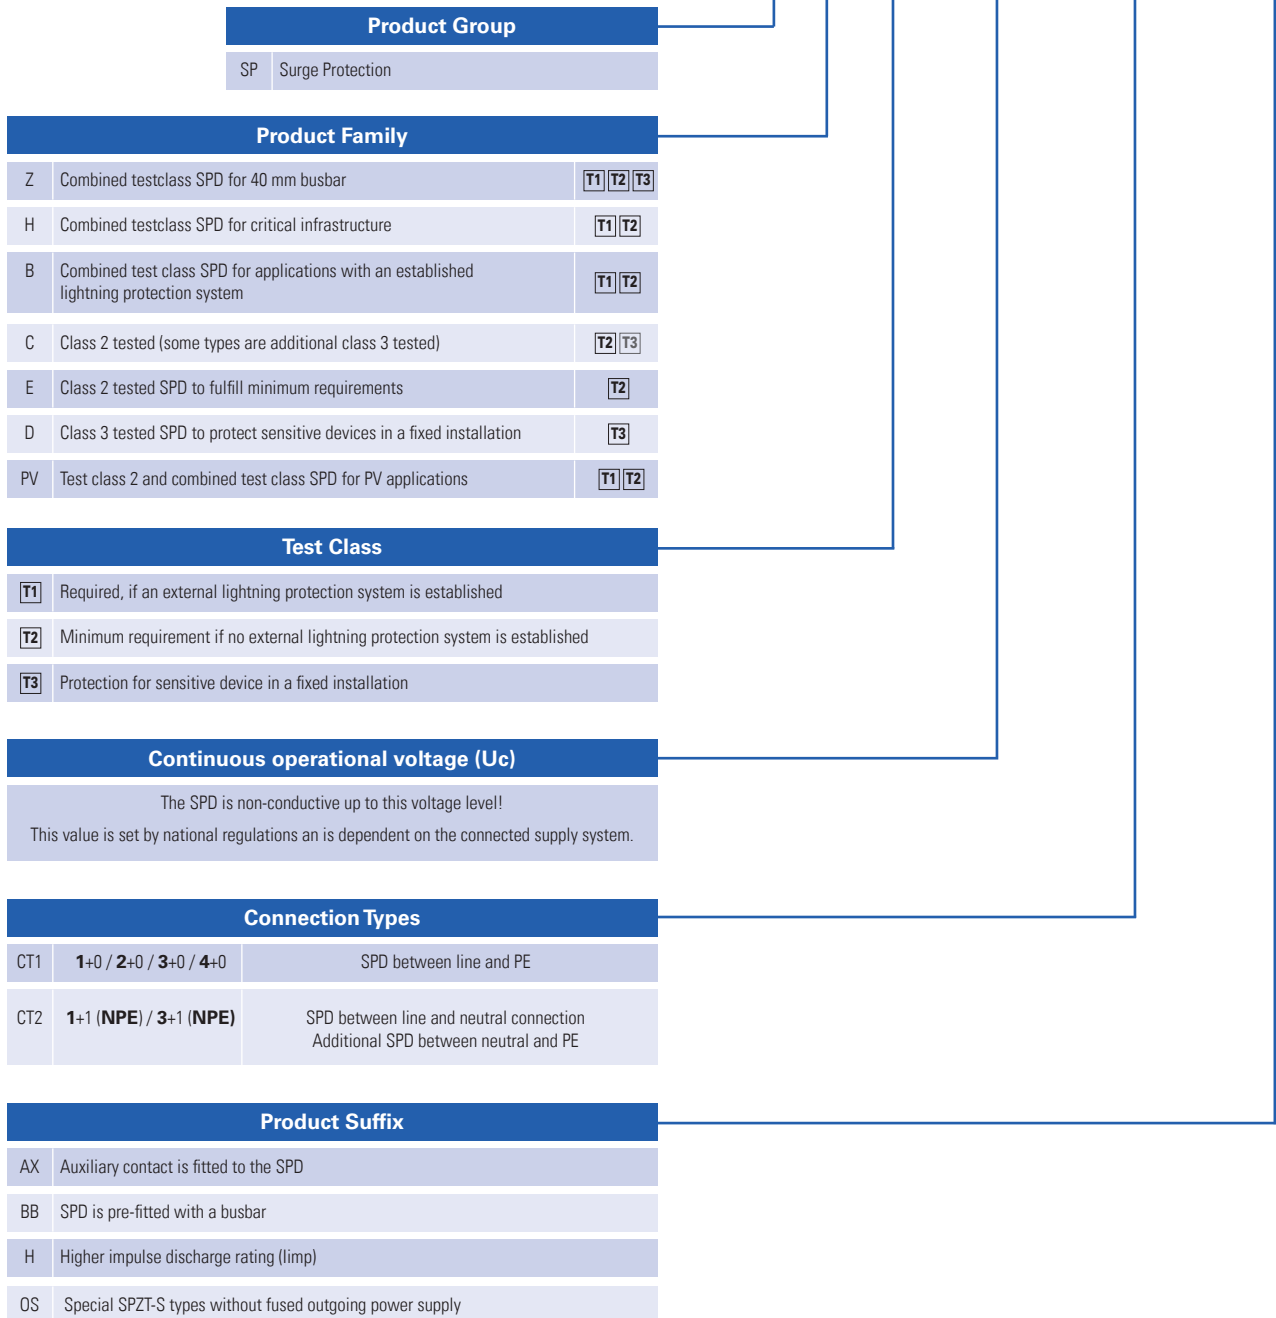 Product Group
SP Surge Protection
Product Family
Z Combined testclass SPD for 40 mm busbar T1 T2 T3
H Combined testclass SPD for critical infrastructure T1 T2
B Combined test class SPD for applications with an established
lightning protection system T1 T2
C Class 2 tested (some types are additional class 3 tested) T2 T3
E Class 2 tested SPD to fulfill minimum requirements T2
D Class 3 tested SPD to protect sensitive devices in a fixed installation T3
PV Test class 2 and combined test class SPD for PV applications T1 T2
Test Class
T1 Required, if an external lightning protection system is established
T2 Minimum requirement if no external lightning protection system is established
T3 Protection for sensitive device in a fixed installation
Continuous operational voltage (Uc)
The SPD is non-conductive up to this voltage level!
This value is set by national regulations an is dependent on the connected supply system.
Connection Types
CT1 1+0 / 2+0 / 3+0 / 4+0 SPD between line and PE
CT2 1+1 (NPE) / 3+1 (NPE) SPD between line and neutral connection
Additional SPD between neutral and PE
Product Suffix
AX Auxiliary contact is fitted to the SPD
BB SPD is pre-fitted with a busbar
H Higher impulse discharge rating (limp)
OS Special SPZT-S types without fused outgoing power supply